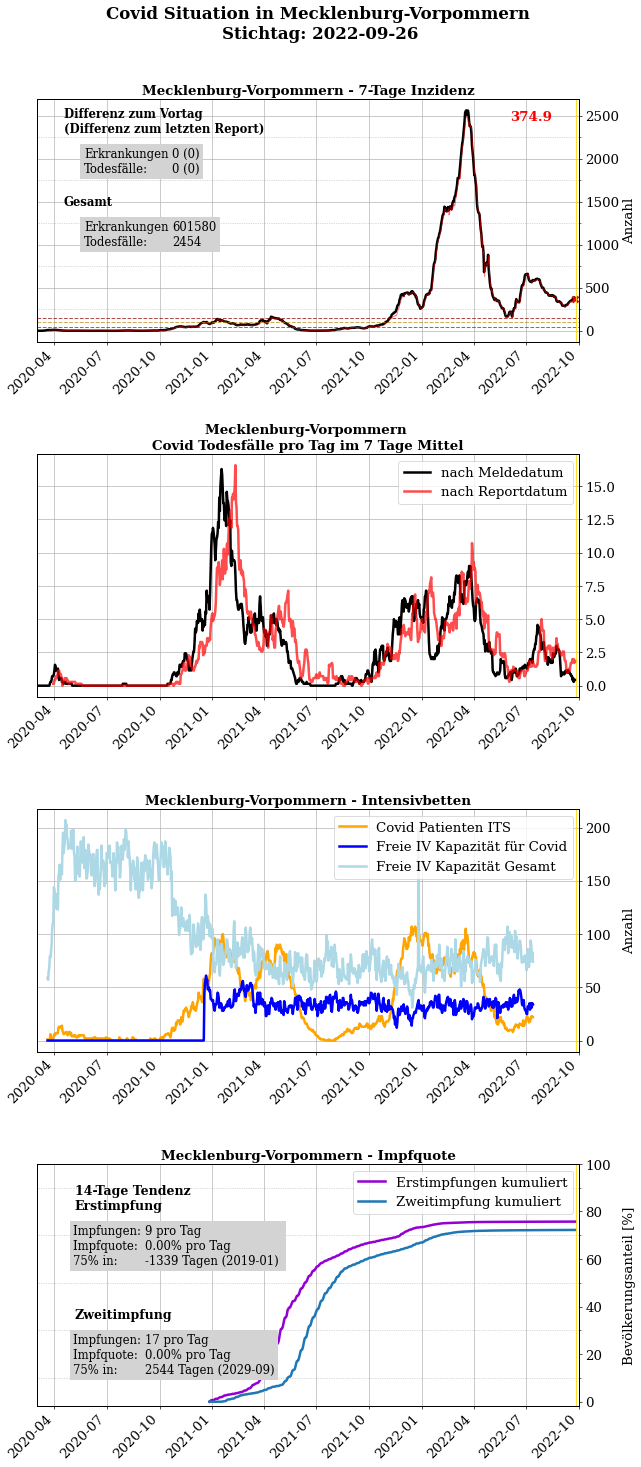 Covid Situation in Mecklenburg-Vorpommern
Stichtag: 2022-09-26
Mecklenburg-Vorpommern - 7-Tage Inzidenz
Differenz zum Vortag
(Differenz zum letzten Report)
Erkrankungen 0 (0)
Todesfälle: 0 (0)
Gesamt
Erkrankungen 601580
Todesfälle: 2454
374.9
2500
2000
1500
1000
500
0
Anzahl
2020-04 2020-07 2020-10 2021-01 2021-04 2021-07 2021-10 2022-01 2022-04 2022-07 2022-10
Mecklenburg-Vorpommern
Covid Todesfälle pro Tag im 7 Tage Mittel
nach Meldedatum
nach Reportdatum
15.0
12.5
10.0
7.5
5.0
2.5
0.0
2020-04 2020-07 2020-10 2021-01 2021-04 2021-07 2021-10 2022-01 2022-04 2022-07 2022-10
Mecklenburg-Vorpommern - Intensivbetten
Covid Patienten ITS
Freie IV Kapazität für Covid
Freie IV Kapazität Gesamt
200
150
100
50
0
Anzahl
2020-04 2020-07 2020-10 2021-01 2021-04 2021-07 2021-10 2022-01 2022-04 2022-07 2022-10
Mecklenburg-Vorpommern - Impfquote
14-Tage Tendenz
Erstimpfung
Impfungen: 9 pro Tag
Impfquote: 0.00% pro Tag
75% in: -1339 Tagen (2019-01)
Zweitimpfung
Impfungen: 17 pro Tag
Impfquote: 0.00% pro Tag
75% in: 2544 Tagen (2029-09)
Erstimpfungen kumuliert
Zweitimpfung kumuliert
100
80
60
40
20
0
Bevölkerungsanteil [%]
2020-04 2020-07 2020-10 2021-01 2021-04 2021-07 2021-10 2022-01 2022-04 2022-07 2022-10